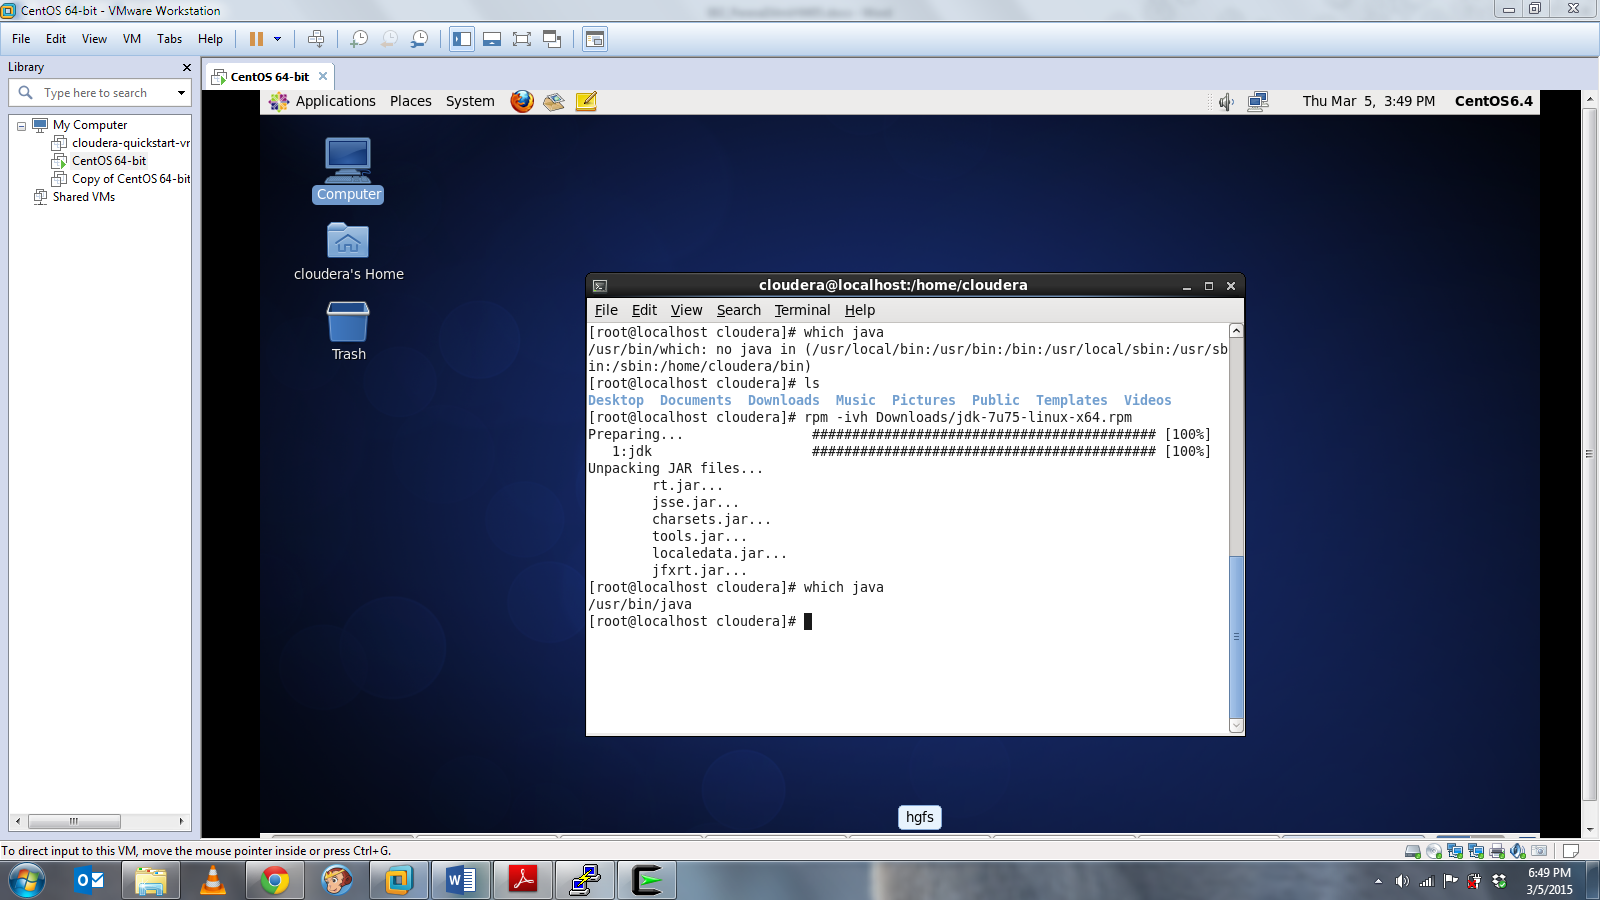 CentOS 64-bit - VMware Workstation
File Edit View VM Tabs Help
Library
Type here to search
My Computer
cloudera-quickstart-vr
CentOS 64-bit
Copy of CentOS 64-bit
Shared VMs
CentOS 64-bit
Applications Places System
Thu Mar 5, 3:49 PM CentOS6.4
Computer
cloudera's Home
Trash
cloudera@localhost:/home/cloudera
File Edit View Search Terminal Help
[root@localhost cloudera]# which java
/usr/bin/which: no java in (/usr/local/bin:/usr/bin:/bin:/usr/local/sbin:/usr/sb
in:/sbin:/home/cloudera/bin)
[root@localhost cloudera]# ls
Desktop Documents Downloads Music Pictures Public Templates Videos
[root@localhost cloudera]# rpm -ivh Downloads/jdk-7u75-linux-x64.rpm
Preparing... ########################################### [100%]
1:jdk ########################################### [100%]
Unpacking JAR files...
rt.jar...
jsse.jar...
charsets.jar...
tools.jar...
localedata.jar...
jfxrt.jar...
[root@localhost cloudera]# which java
/usr/bin/java
[root@localhost cloudera]#
hgfs
To direct input to this VM, move the mouse pointer inside or press Ctrl+G.
6:49 PM
3/5/2015